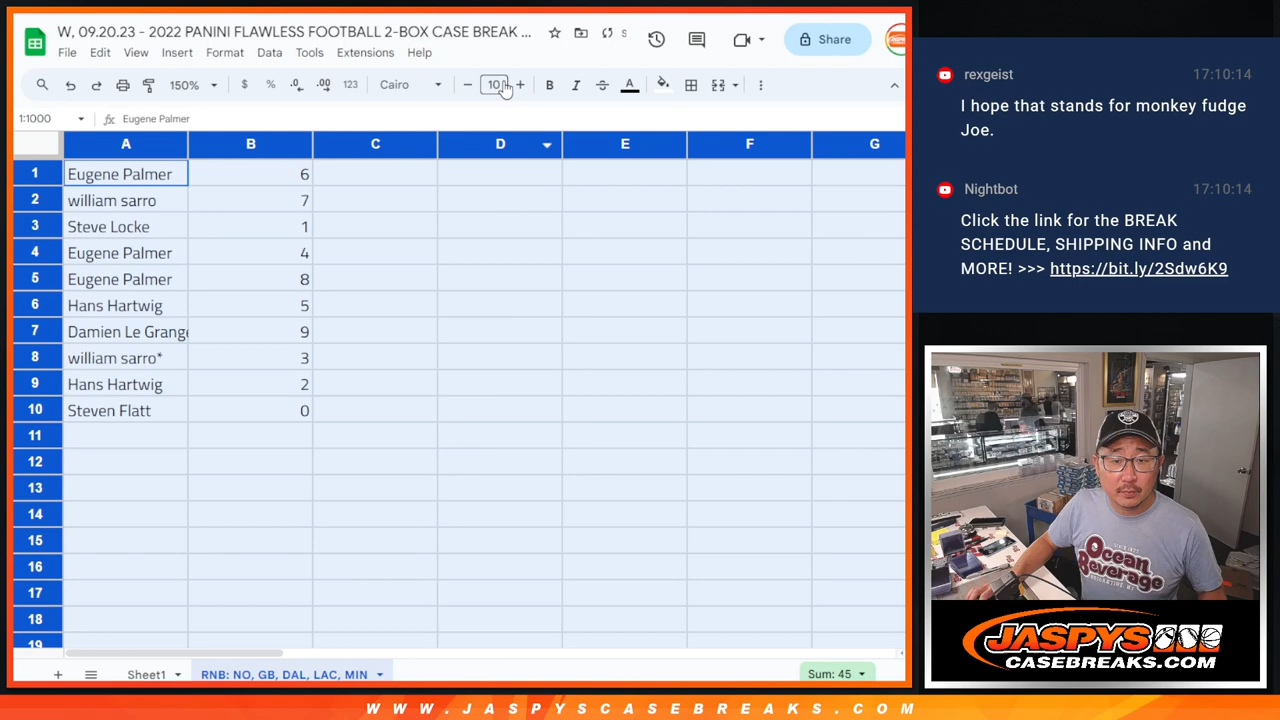 W, 09.20.23 - 2022 PANINI FLAWLESS FOOTBALL 2-BOX CASE BREAK ...
File Edit View Insert Format Data Tools Extensions Help
Share
150% $ % .0 .00 123 Cairo 10 B I A
1:1000 fx Eugene Palmer
A B C D E F G
1 Eugene Palmer 6
2 william sarro 7
3 Steve Locke 1
4 Eugene Palmer 4
5 Eugene Palmer 8
6 Hans Hartwig 5
7 Damien Le Grange 9
8 william sarro* 3
9 Hans Hartwig 2
10 Steven Flatt 0
11
12
13
14
15
16
17
18
19
Sheet1 RNB: NO, GB, DAL, LAC, MIN Sum: 45
rexgeist 17:10:14
I hope that stands for monkey fudge
Joe.
Nightbot 17:10:14
Click the link for the BREAK
SCHEDULE, SHIPPING INFO and
MORE! >>> https://bit.ly/2Sdw6K9
Ocean
Beverage
JASPYS
CASEBREAKS.COM
WWW.JASPYSCASEBREAKS.COM